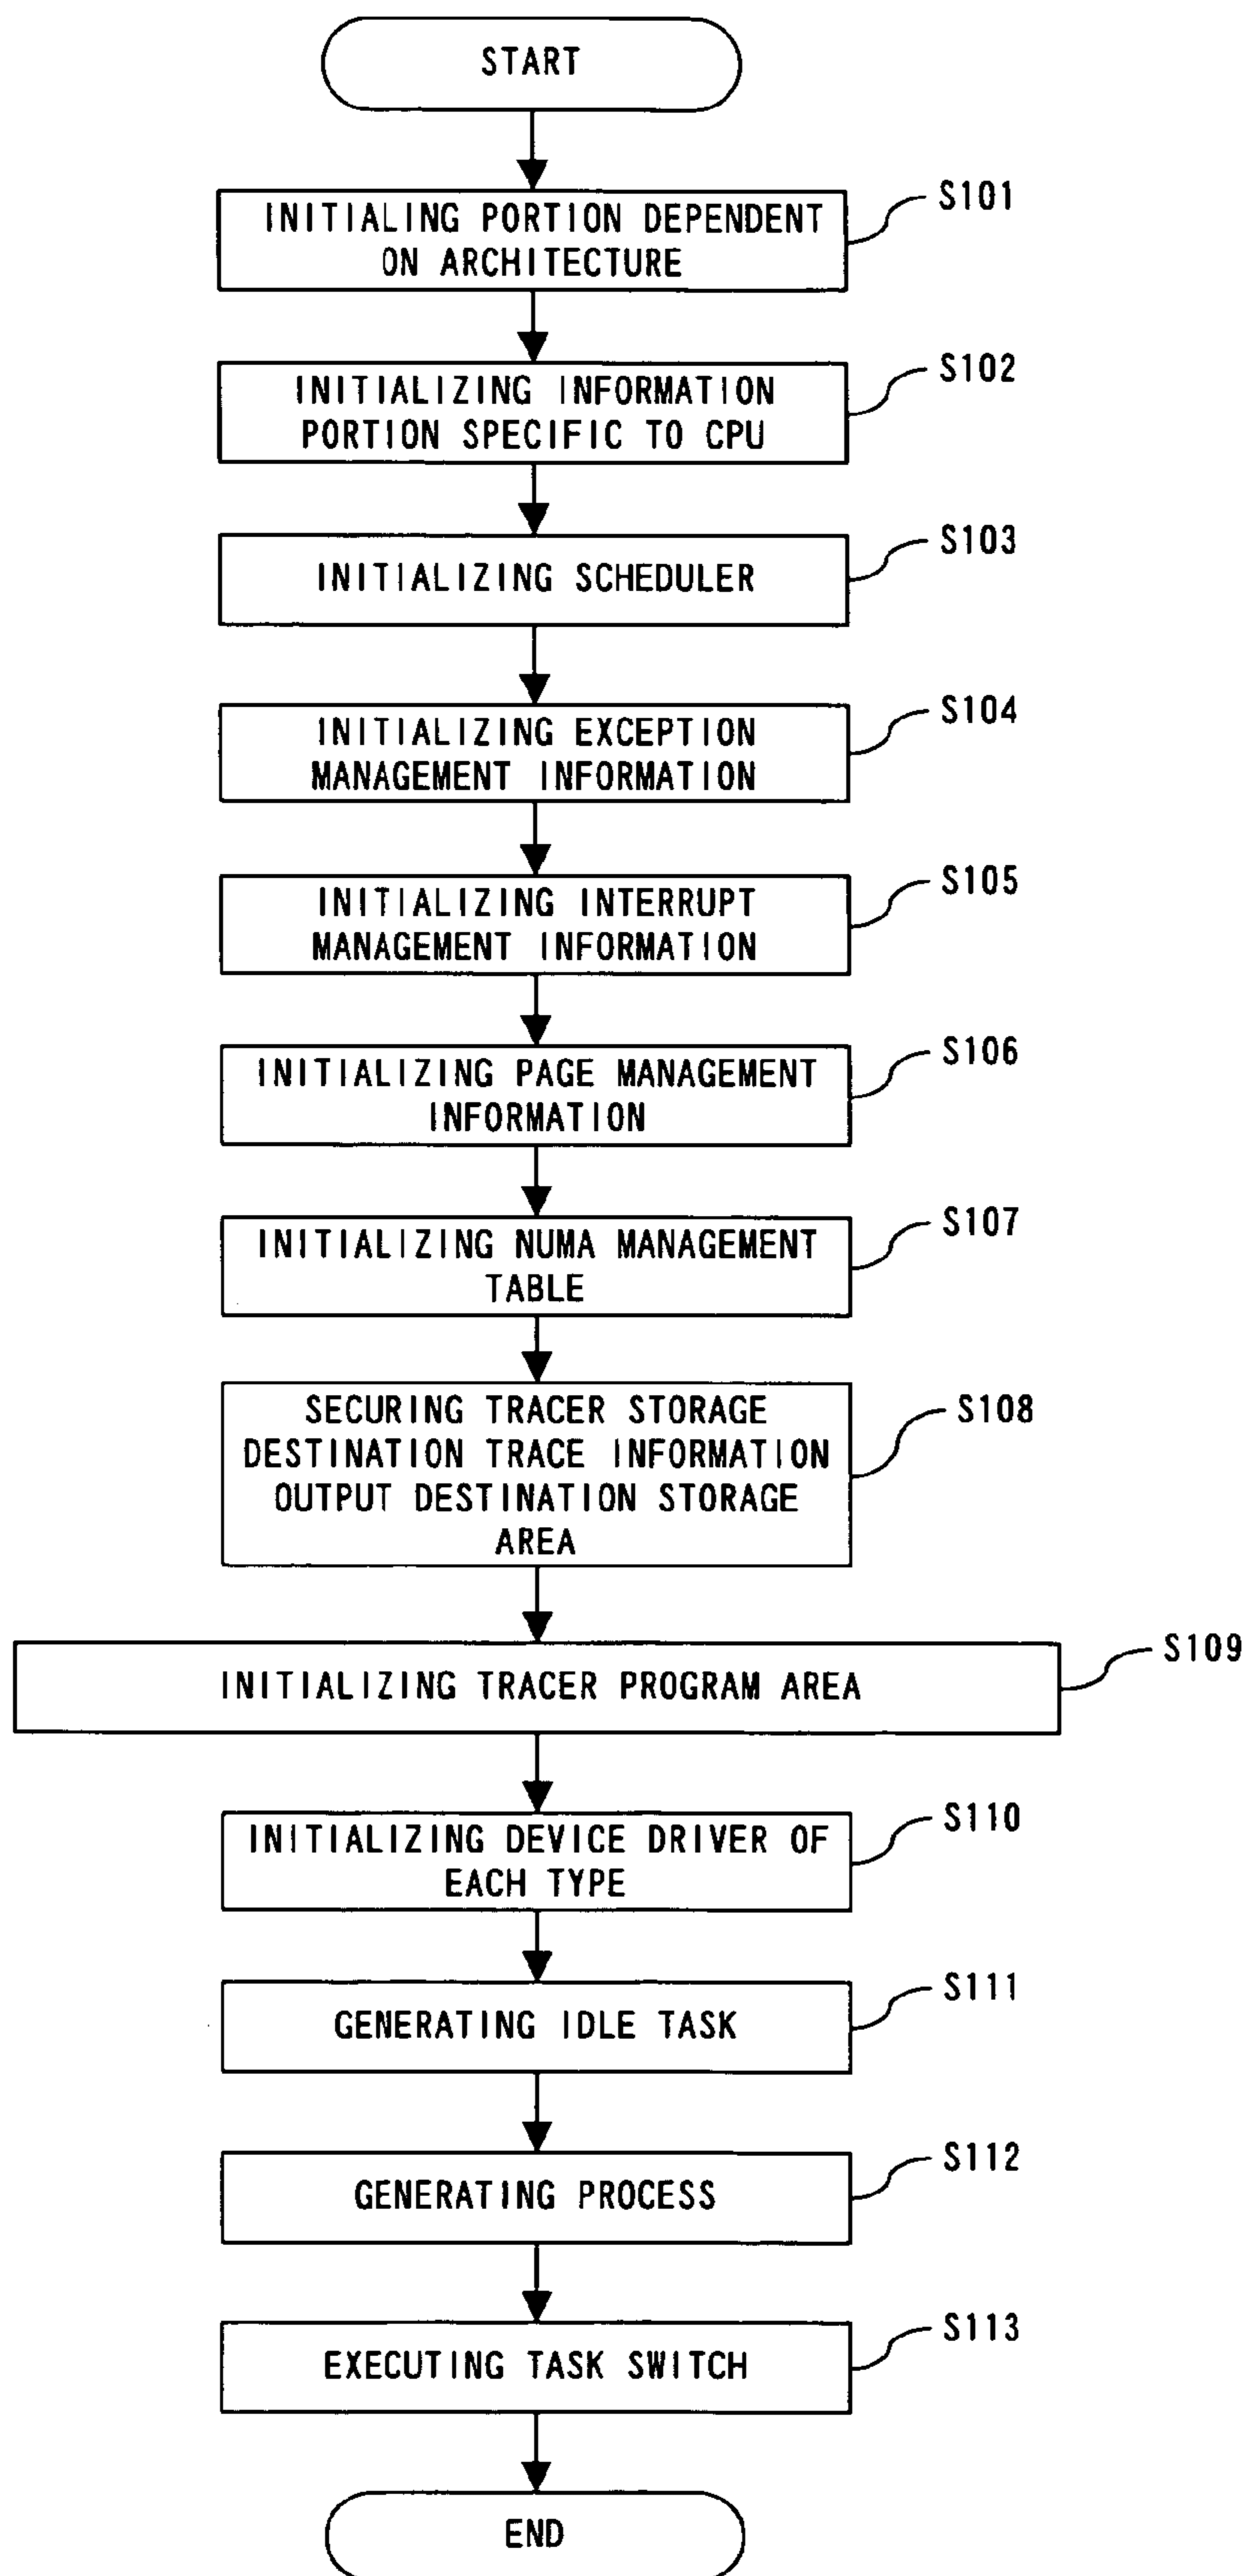 START
S101
INITIALING PORTION DEPENDENT
ON ARCHITECTURE
S102
INITIALIZING INFORMATION
PORTION SPECIFIC TO CPU
S103
INITIALIZING SCHEDULER
S104
INITIALIZING EXCEPTION
MANAGEMENT INFORMATION
S105
INITIALIZING INTERRUPT
MANAGEMENT INFORMATION
S106
INITIALIZING PAGE MANAGEMENT
INFORMATION
S107
INITIALIZING NUMA MANAGEMENT
TABLE
S108
SECURING TRACER STORAGE
DESTINATION TRACE INFORMATION
OUTPUT DESTINATION STORAGE
AREA
S109
INITIALIZING TRACER PROGRAM AREA
S110
INITIALIZING DEVICE DRIVER OF
EACH TYPE
S111
GENERATING IDLE TASK
S112
GENERATING PROCESS
S113
EXECUTING TASK SWITCH
END